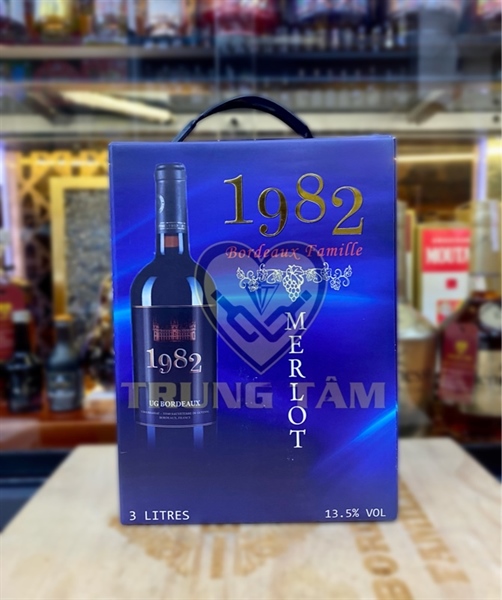 1982
Bordeaux Famille
MERLOT
1982
UG BORDEAUX
TRUNG TÂM
3 LITRES
13.5% VOL